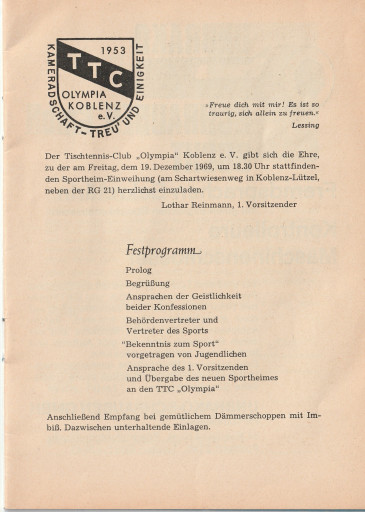 1953
TTC
OLYMPIA
KOBLENZ
e.V.
KAMERADSCHAFT-TREU' UND EINIGKEIT
»Freue dich mit mir! Es ist so
traurig, sich allein zu freuen.«
Lessing
Der Tischtennis-Club „Olympia“ Koblenz e. V. gibt sich die Ehre,
zu der am Freitag, dem 19. Dezember 1969, um 18.30 Uhr stattfinden-
den Sportheim-Einweihung (am Schartwiesenweg in Koblenz-Lützel,
neben der RG 21) herzlichst einzuladen.
Lothar Reinmann, 1. Vorsitzender
Festprogramm
Prolog
Begrüßung
Ansprachen der Geistlichkeit
beider Konfessionen
Behördenvertreter und
Vertreter des Sports
"Bekenntnis zum Sport"
vorgetragen von Jugendlichen
Ansprache des 1. Vorsitzenden
und Übergabe des neuen Sportheimes
an den TTC „Olympia“
Anschließend Empfang bei gemütlichem Dämmerschoppen mit Im-
biß. Dazwischen unterhaltende Einlagen.